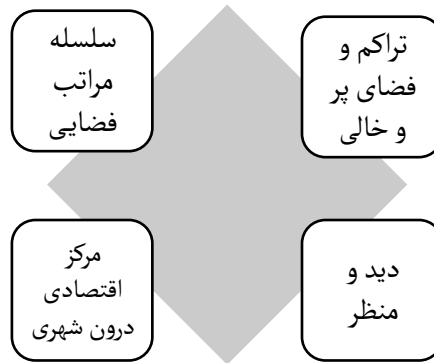 تراکم و
فضای پر
و خالی
سلسله
مراتب
فضایی
دید و
منظر
مرکز
اقتصادی
درون شهری